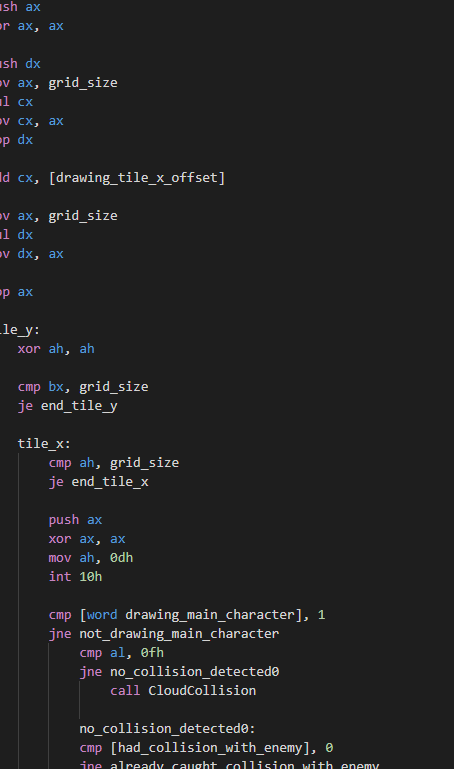 ush ax
or ax, ax
ush dx
ov ax, grid_size
ul cx
ov cx, ax
op dx
dd cx, [drawing_tile_x_offset]
ov ax, grid_size
ul dx
ov dx, ax
op ax
ile_y:
xor ah, ah
cmp bx, grid_size
je end_tile_y
tile_x:
cmp ah, grid_size
je end_tile_x
push ax
xor ax, ax
mov ah, 0dh
int 10h
cmp [word drawing_main_character], 1
jne not_drawing_main_character
cmp al, 0fh
jne no_collision_detected0
call CloudCollision
no_collision_detected0:
cmp [had_collision_with_enemy], 0
jne already_caught_collision_with_enemy